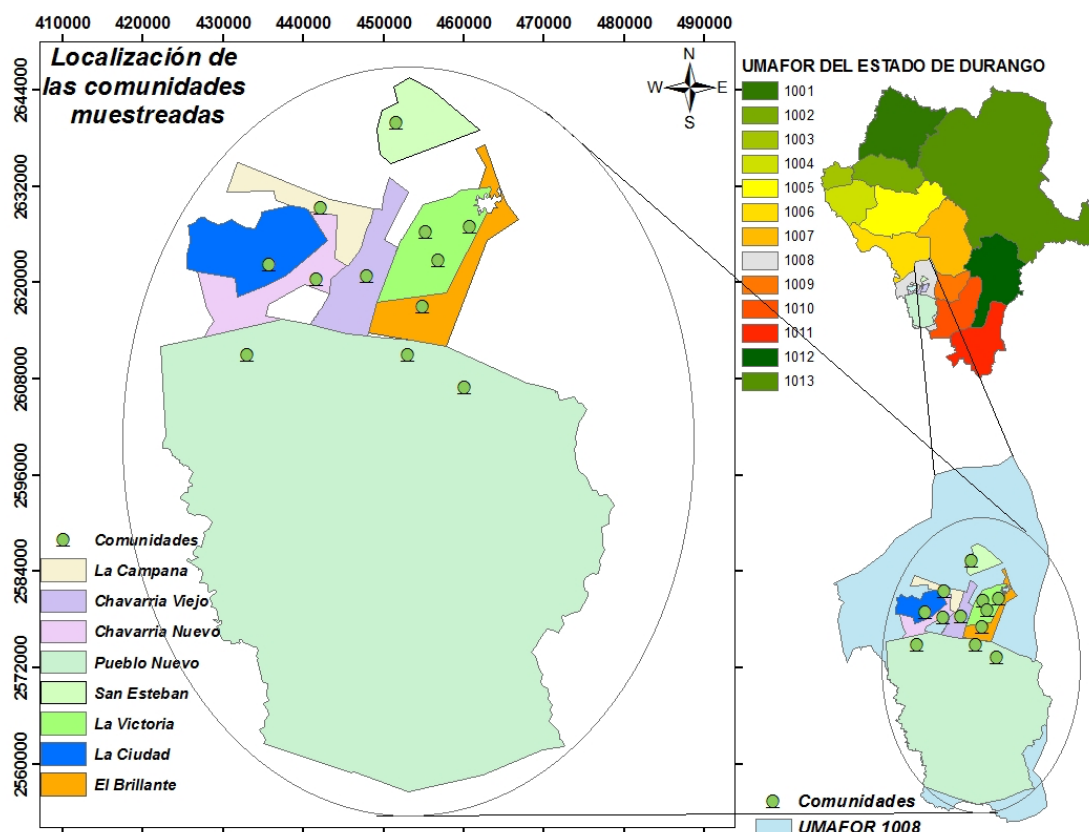 410000 420000 430000 440000 450000 460000 470000 480000 490000
Localización de
las comunidades
muestreadas
N
W E
S
2644000
2632000
2620000
2608000
2596000
2584000
2572000
2560000
Comunidades
La Campana
Chavarria Viejo
Chavarria Nuevo
Pueblo Nuevo
San Esteban
La Victoria
La Ciudad
El Brillante
UMAFOR DEL ESTADO DE DURANGO
1001
1002
1003
1004
1005
1006
1007
1008
1009
1010
1011
1012
1013
Comunidades
UMAFOR 1008